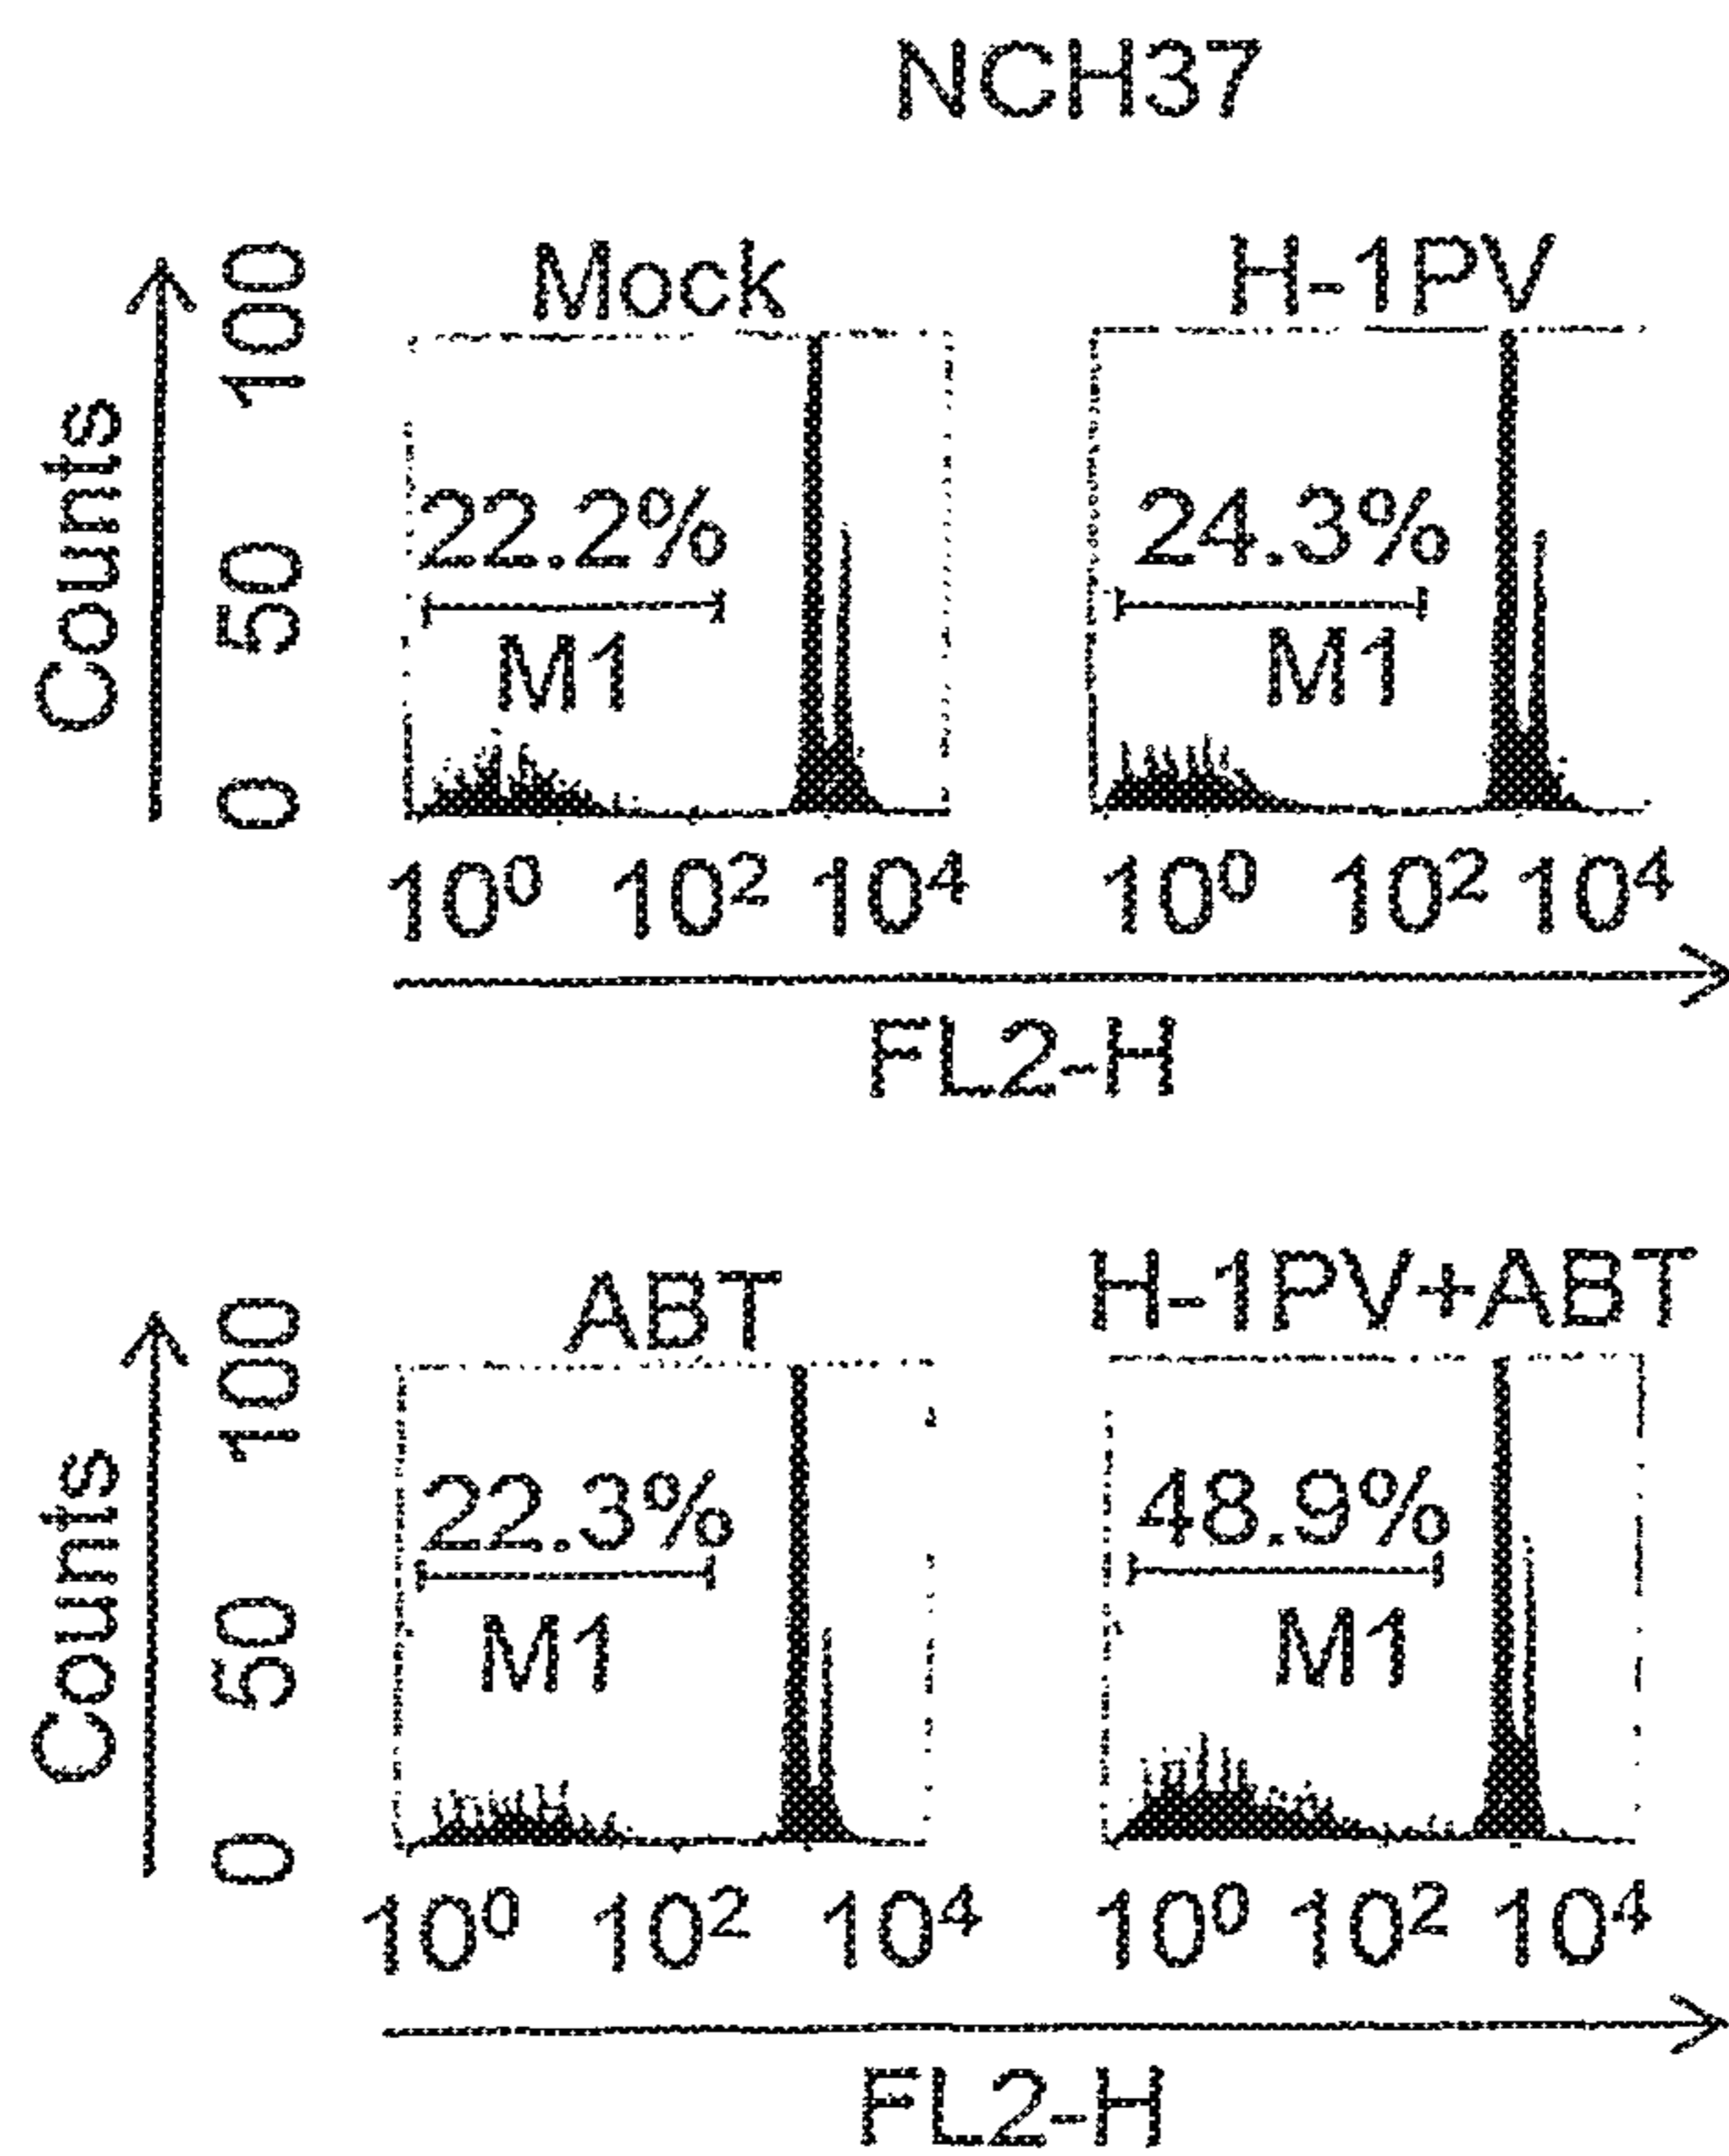 NCH37
Mock
H-1PV
Counts
0 50 100
22.2%
M1
24.3%
M1
10⁰ 10² 10⁴
10⁰ 10² 10⁴
FL2-H
ABT
H-1PV+ABT
Counts
0 50 100
22.3%
M1
48.9%
M1
10⁰ 10² 10⁴
10⁰ 10² 10⁴
FL2-H